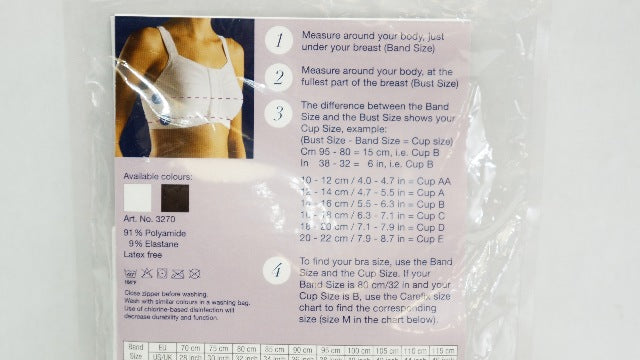 1 Measure around your body, just
under your breast (Band Size)
2 Measure around your body, at the
fullest part of the breast (Bust Size)
3 The difference between the Band
Size and the Bust Size shows your
Cup Size, example:
(Bust Size - Band Size = Cup size)
Cm 95 - 80 = 15 cm, i.e. Cup B
In 38 - 32 = 6 in, i.e. Cup B
10 - 12 cm / 4.0 - 4.7 in = Cup AA
12 - 14 cm / 4.7 - 5.5 in = Cup A
14 - 16 cm / 5.5 - 6.3 in = Cup B
16 - 18 cm / 6.3 - 7.1 in = Cup C
18 - 20 cm / 7.1 - 7.9 in = Cup D
20 - 22 cm / 7.9 - 8.7 in = Cup E
4 To find your bra size, use the Band
Size and the Cup Size. If your
Band Size is 80 cm/32 in and your
Cup Size is B, use the Carefix size
chart to find the corresponding
size (size M in the chart below).
Available colours:
Art. No. 3270
91% Polyamide
9% Elastane
Latex free
Close zipper before washing.
Wash with similar colours in a washing bag.
Use of chlorine-based disinfection will
decrease durability and function.
Band EU 70 cm 75 cm 80 cm 85 cm 90 cm 95 cm 100 cm 105 cm 110 cm 115 cm
Size US/UK 28 inch 30 inch